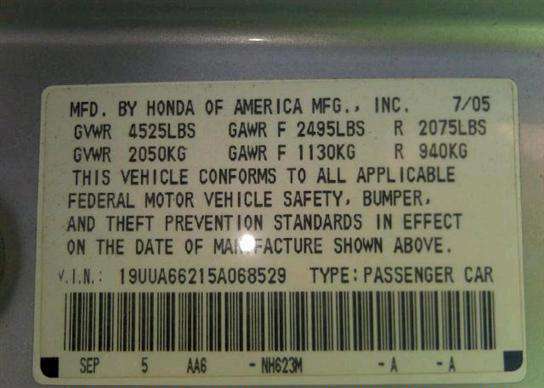 MFD. BY HONDA OF AMERICA MFG., INC. 7/05
GVWR 4525LBS GAWR F 2495LBS R 2075LBS
GVWR 2050KG GAWR F 1130KG R 940KG
THIS VEHICLE CONFORMS TO ALL APPLICABLE
FEDERAL MOTOR VEHICLE SAFETY, BUMPER,
AND THEFT PREVENTION STANDARDS IN EFFECT
ON THE DATE OF MANUFACTURE SHOWN ABOVE.
V.I.N.: 19UUA66215A068529 TYPE: PASSENGER CAR
SEP 5 AA6 - NH623M - A - A